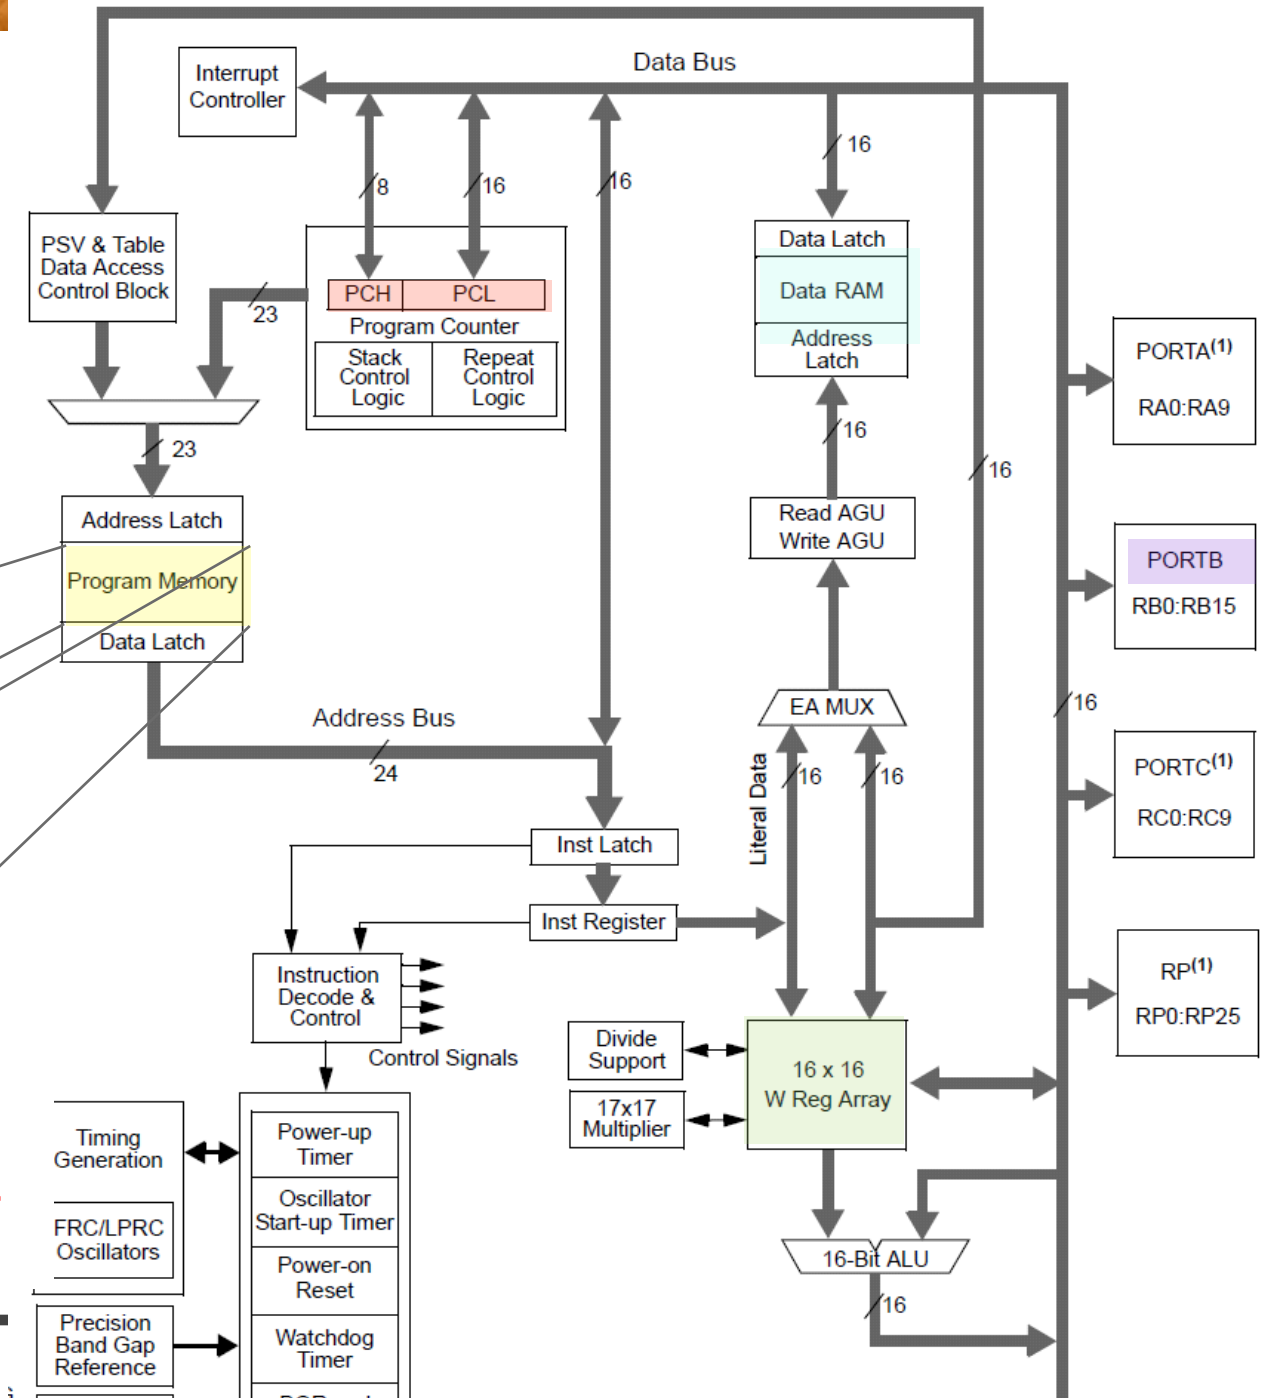 Data Bus
Interrupt
Controller
16
8
16
16
PSV & Table
Data Access
Control Block
Data Latch
Data RAM
Address
Latch
PCH
PCL
23
Program Counter
Stack
Control
Logic
Repeat
Control
Logic
PORTA(1)
RA0:RA9
16
23
16
Address Latch
Program Memory
Data Latch
Read AGU
Write AGU
PORTB
RB0:RB15
EA MUX
16
Address Bus
24
Literal Data
16
16
PORTC(1)
RC0:RC9
Inst Latch
Inst Register
Instruction
Decode &
Control
Control Signals
RP(1)
RP0:RP25
Divide
Support
17x17
Multiplier
16 x 16
W Reg Array
Timing
Generation
FRC/LPRC
Oscillators
Power-up
Timer
Oscillator
Start-up Timer
Power-on
Reset
Watchdog
Timer
16-Bit ALU
16
Precision
Band Gap
Reference